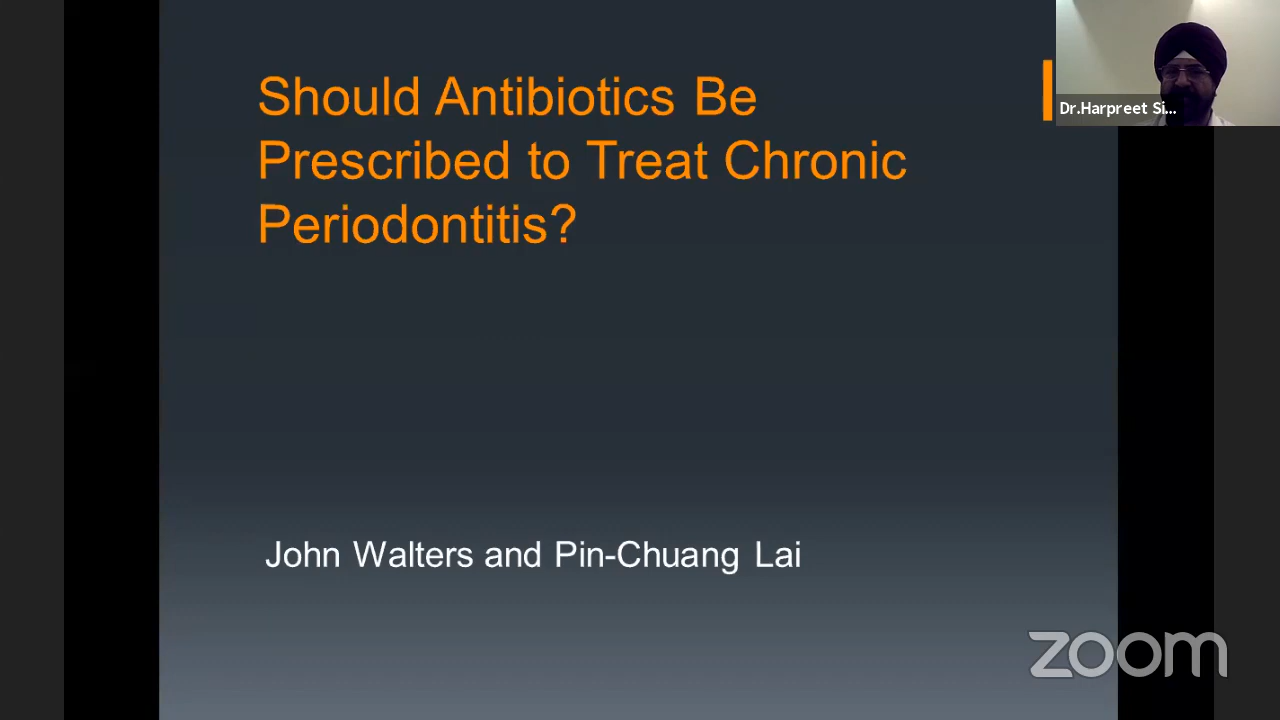 Should Antibiotics Be
Prescribed to Treat Chronic
Periodontitis?
Dr.Harpreet Si...
John Walters and Pin-Chuang Lai
zoom